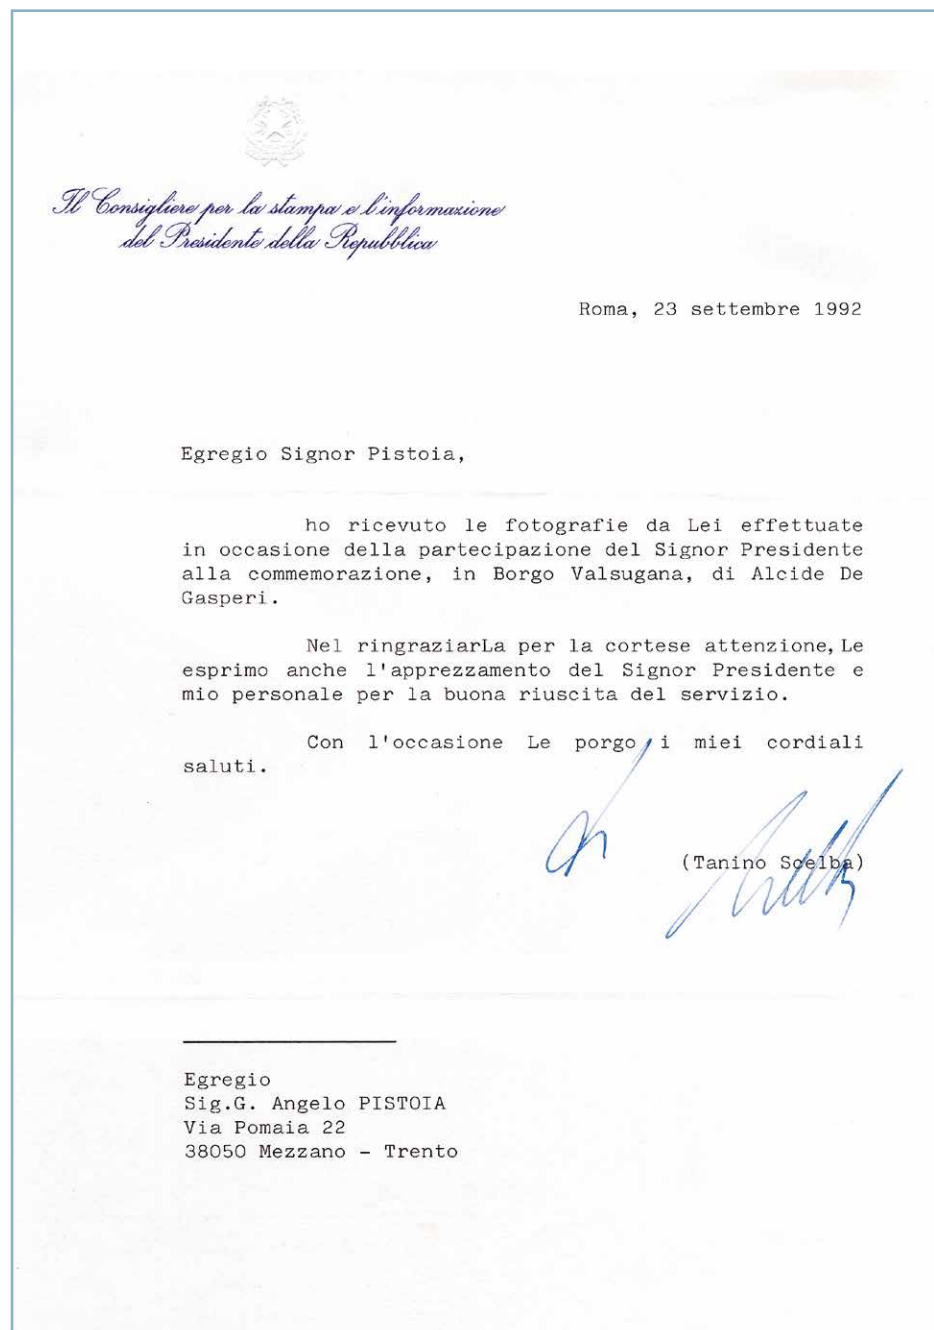 Il Consigliere per la stampa e l'informazione
del Presidente della Repubblica
Roma, 23 settembre 1992
Egregio Signor Pistoia,
ho ricevuto le fotografie da Lei effettuate
in occasione della partecipazione del Signor Presidente
alla commemorazione, in Borgo Valsugana, di Alcide De
Gasperi.
Nel ringraziarLa per la cortese attenzione, Le
esprimo anche l'apprezzamento del Signor Presidente e
mio personale per la buona riuscita del servizio.
Con l'occasione Le porgo i miei cordiali
saluti.
(Tanino Scelba)
Egregio
Sig.G. Angelo PISTOIA
Via Pomaia 22
38050 Mezzano - Trento